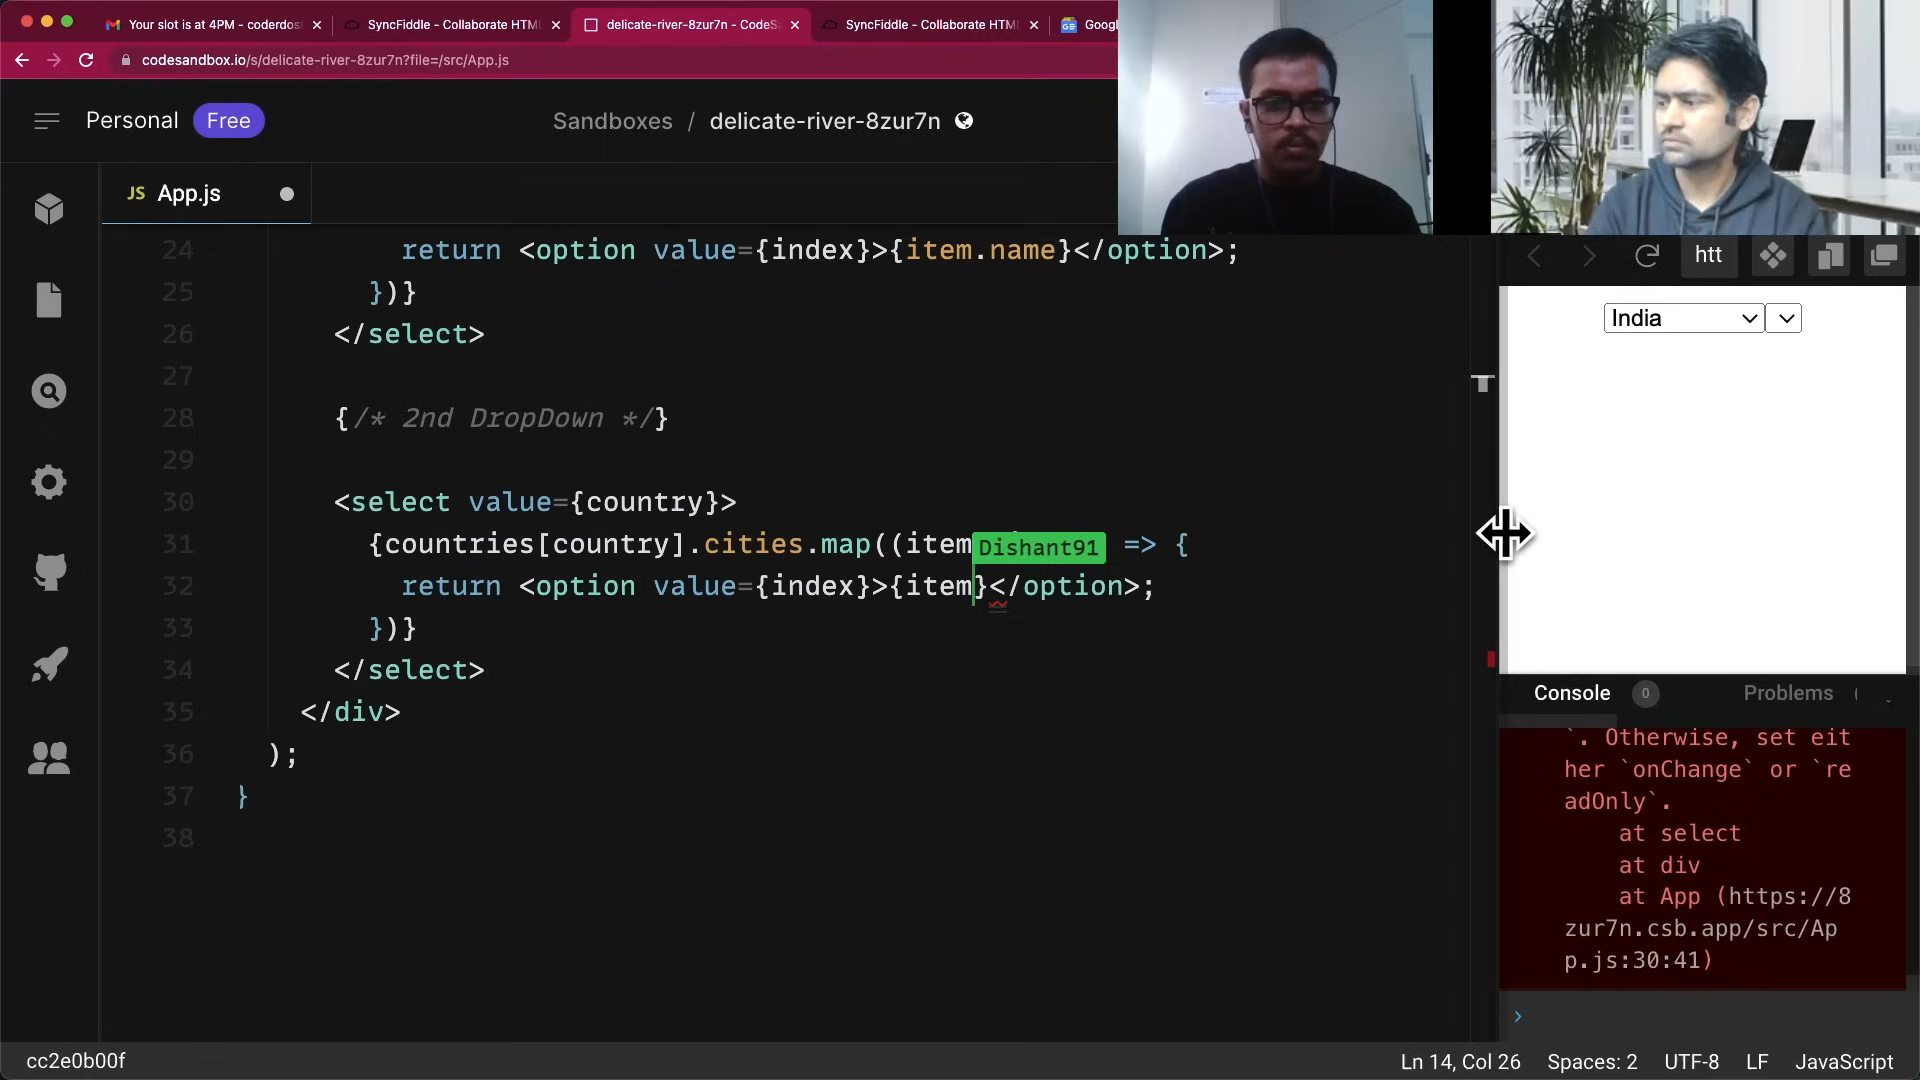 Your slot is at 4PM - coderdos
SyncFiddle - Collaborate HTML
delicate-river-8zur7n - CodeSa
SyncFiddle - Collaborate HTML
Goog
codesandbox.io/s/delicate-river-8zur7n?file=/src/App.js
Personal Free
Sandboxes / delicate-river-8zur7n
JS App.js
24 return <option value={index}>{item.name}</option>;
25 })}
26 </select>
27
28 {/* 2nd DropDown */}
29
30 <select value={country}>
31 {countries[country].cities.map((item => {
Dishant91
32 return <option value={index}>{item}</option>;
33 })}
34 </select>
35 </div>
36 );
37 }
38
htt
India
Console 0 Problems
`. Otherwise, set eit
her `onChange` or `re
adOnly`.
at select
at div
at App (https://8
zur7n.csb.app/src/Ap
p.js:30:41)
cc2e0b00f
Ln 14, Col 26 Spaces: 2 UTF-8 LF JavaScript